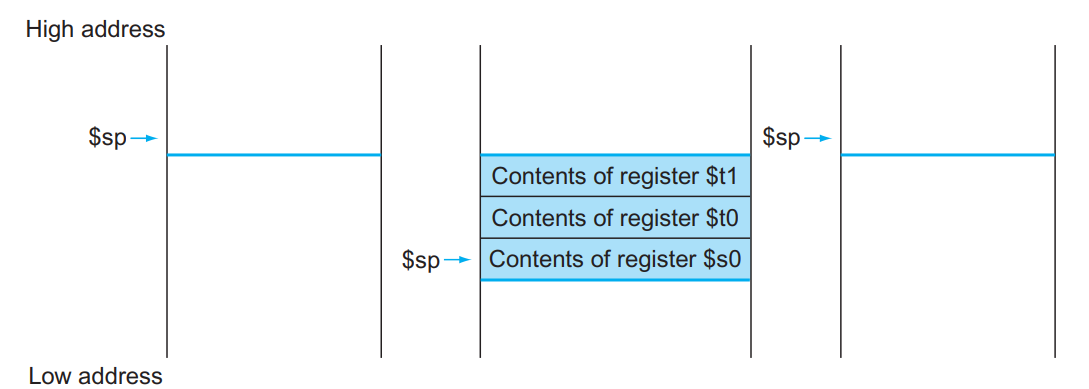 High address
$sp
$sp
Contents of register $t1
Contents of register $t0
$sp
Contents of register $s0
Low address